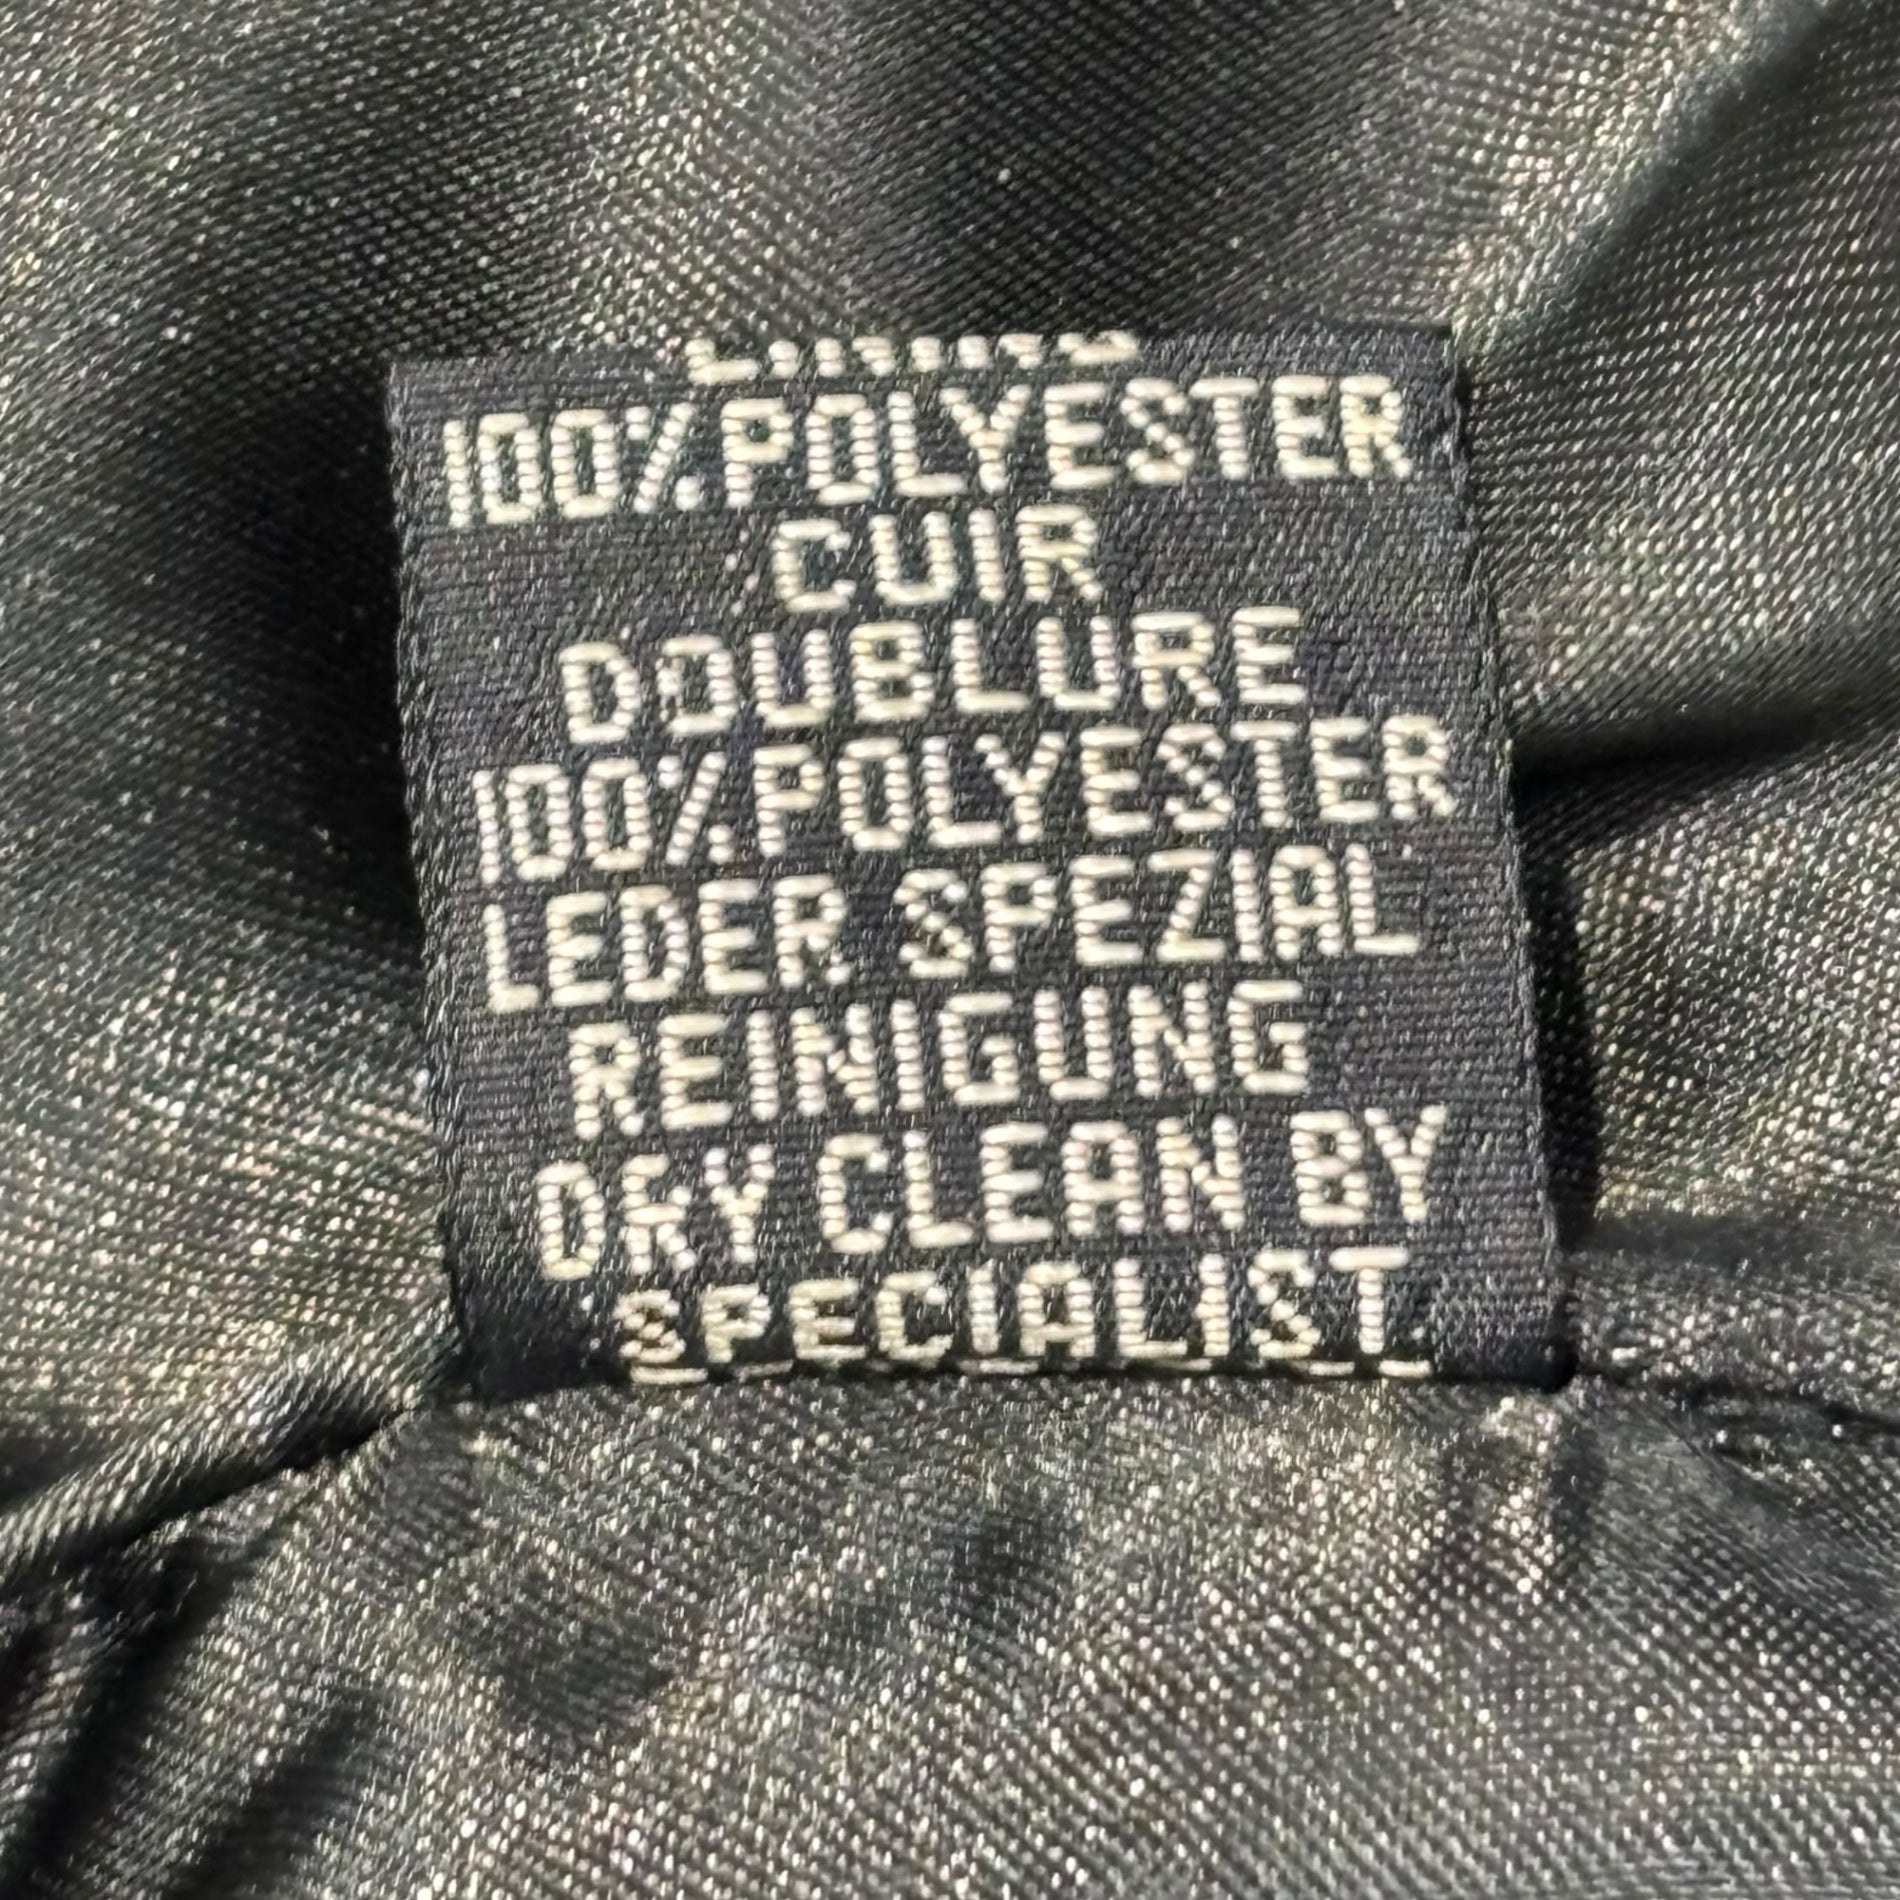 100%POLYESTER
CUIR
DOUBLURE
100%POLYESTER
LEDER SPEZIAL
REINIGUNG
DRY CLEAN BY
SPECIALIST.